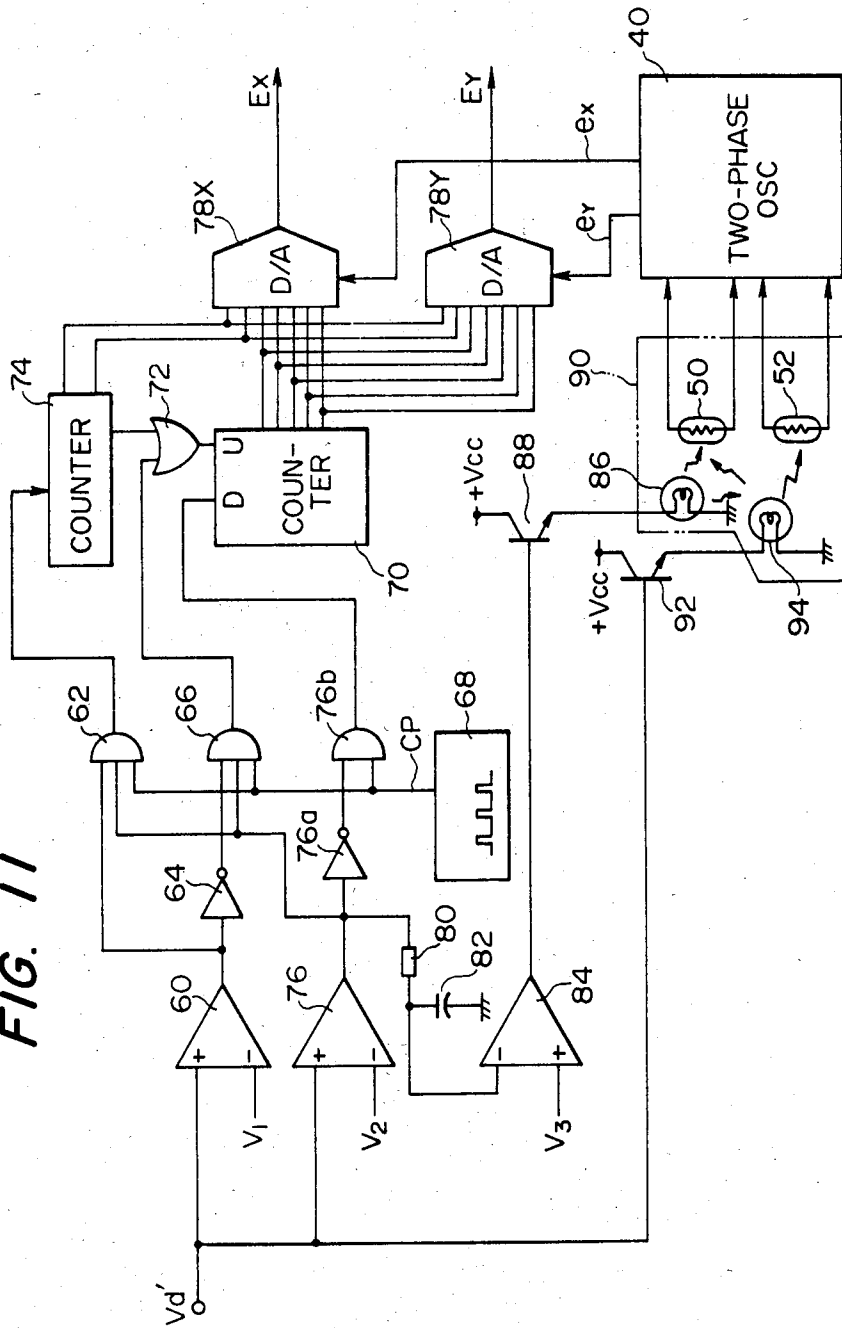 FIG. 11
Vd'
V1
V2
V3
+
-
60
+
-
76
-
+
84
64
76a
80
82
62
66
76b
CP
68
74
COUNTER
72
D
U
COUN-
TER
70
78X
D/A
EX
78Y
D/A
EY
ex
eY
40
TWO-PHASE
OSC
90
50
52
86
88
+Vcc
+Vcc
92
94